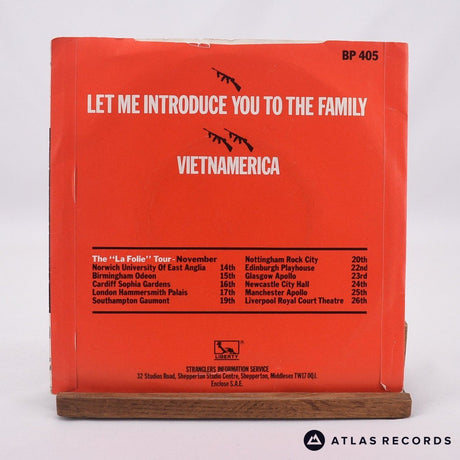 BP 405
LET ME INTRODUCE YOU TO THE FAMILY
VIETNAMERICA
The "La Folie" Tour - November
Norwich University Of East Anglia 14th
Birmingham Odeon 15th
Cardiff Sophia Gardens 16th
London Hammersmith Palais 17th
Southampton Gaumont 19th
Nottingham Rock City 20th
Edinburgh Playhouse 22nd
Glasgow Apollo 23rd
Newcastle City Hall 24th
Manchester Apollo 25th
Liverpool Royal Court Theatre 26th
LIBERTY
STRANGLERS INFORMATION SERVICE
32 Studios Road, Shepperton Studio Centre, Shepperton, Middlesex TW17 0QJ.
Enclose S.A.E.
ATLAS RECORDS